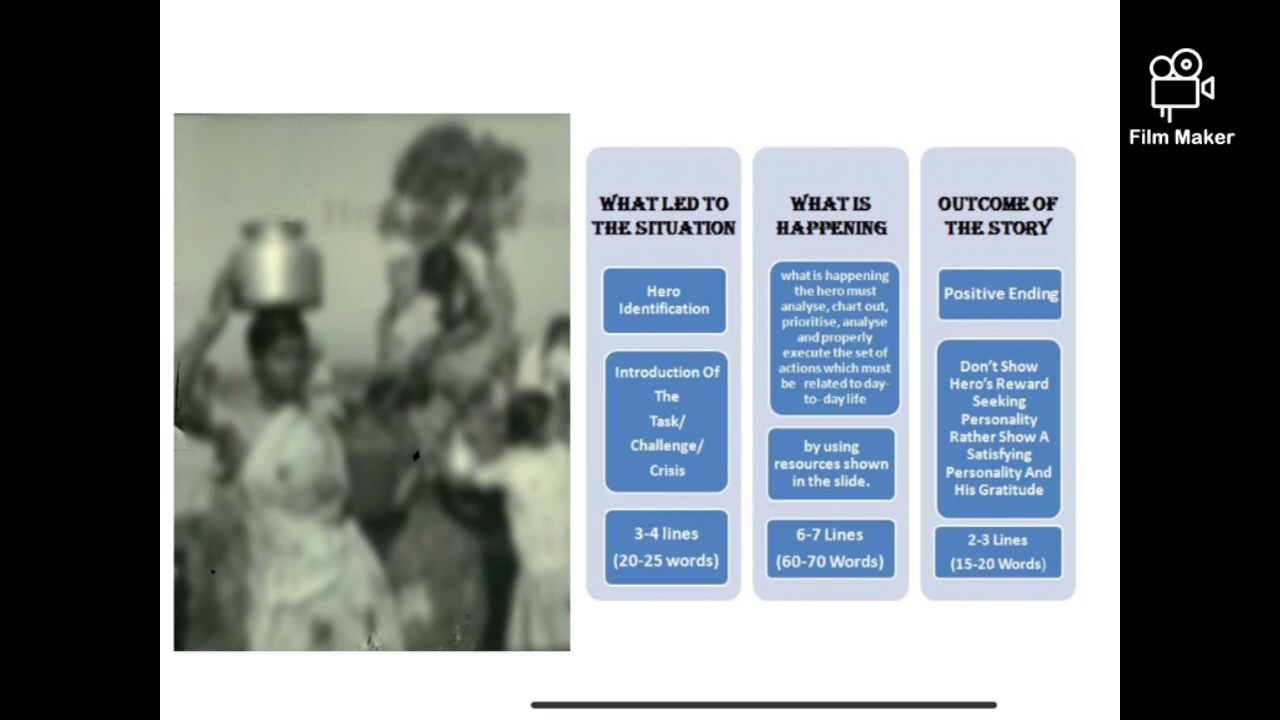 Film Maker
WHAT LED TO
THE SITUATION
Hero
Identification
Introduction Of
The
Task/
Challenge/
Crisis
3-4 lines
(20-25 words)
WHAT IS
HAPPENING
what is happening
the hero must
analyse, chart out,
prioritise, analyse
and properly
execute the set of
actions which must
be related to day-
to- day life
by using
resources shown
in the slide.
6-7 Lines
(60-70 Words)
OUTCOME OF
THE STORY
Positive Ending
Don't Show
Hero's Reward
Seeking
Personality
Rather Show A
Satisfying
Personality And
His Gratitude
2-3 Lines
(15-20 Words)